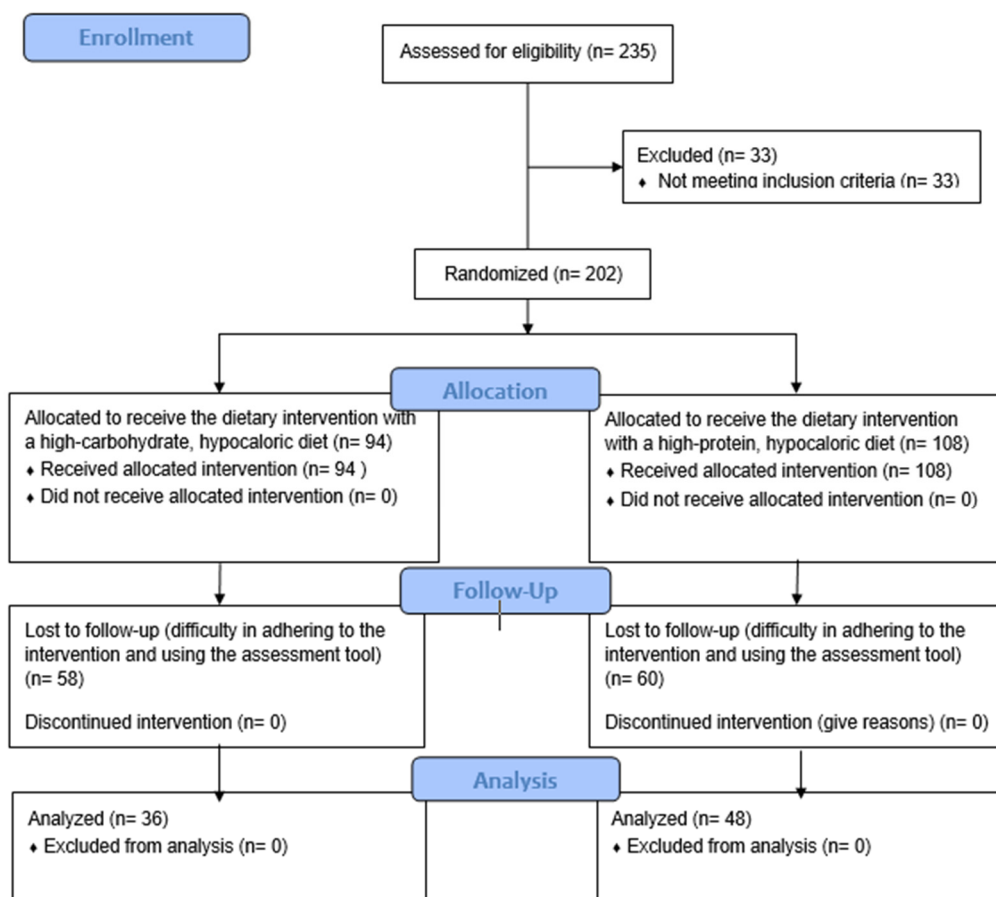 Enrollment
Assessed for eligibility (n= 235)
Excluded (n= 33)
♦ Not meeting inclusion criteria (n= 33)
Randomized (n= 202)
Allocation
Allocated to receive the dietary intervention with
a high-carbohydrate, hypocaloric diet (n= 94)
♦ Received allocated intervention (n= 94 )
♦ Did not receive allocated intervention (n= 0)
Allocated to receive the dietary intervention
with a high-protein, hypocaloric diet (n= 108)
♦ Received allocated intervention (n= 108)
♦ Did not receive allocated intervention (n= 0)
Follow-Up
Lost to follow-up (difficulty in adhering to the
intervention and using the assessment tool)
(n= 58)
Discontinued intervention (n= 0)
Lost to follow-up (difficulty in adhering to the
intervention and using the assessment tool)
(n= 60)
Discontinued intervention (give reasons) (n= 0)
Analysis
Analyzed (n= 36)
♦ Excluded from analysis (n= 0)
Analyzed (n= 48)
♦ Excluded from analysis (n= 0)